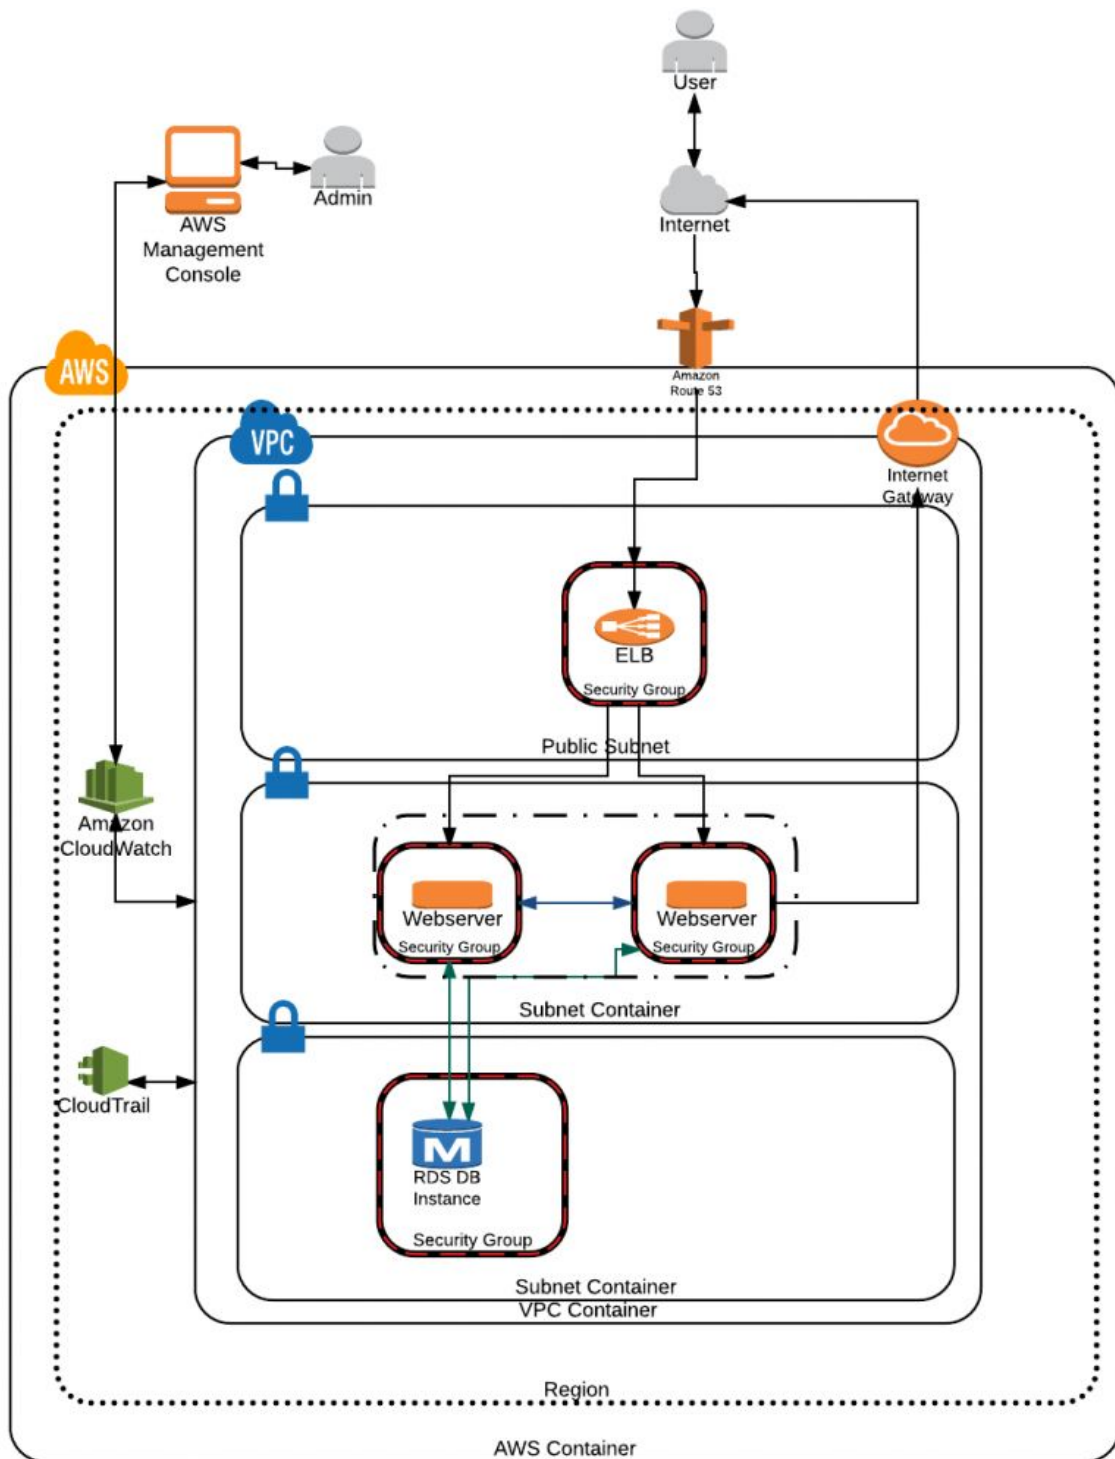 User
Admin
Internet
AWS
Management
Console
AWS
Amazon
Route 53
VPC
Internet
Gateway
ELB
Security Group
Public Subnet
Amazon
CloudWatch
Webserver
Security Group
Webserver
Security Group
Subnet Container
CloudTrail
M
RDS DB
Instance
Security Group
Subnet Container
VPC Container
Region
AWS Container